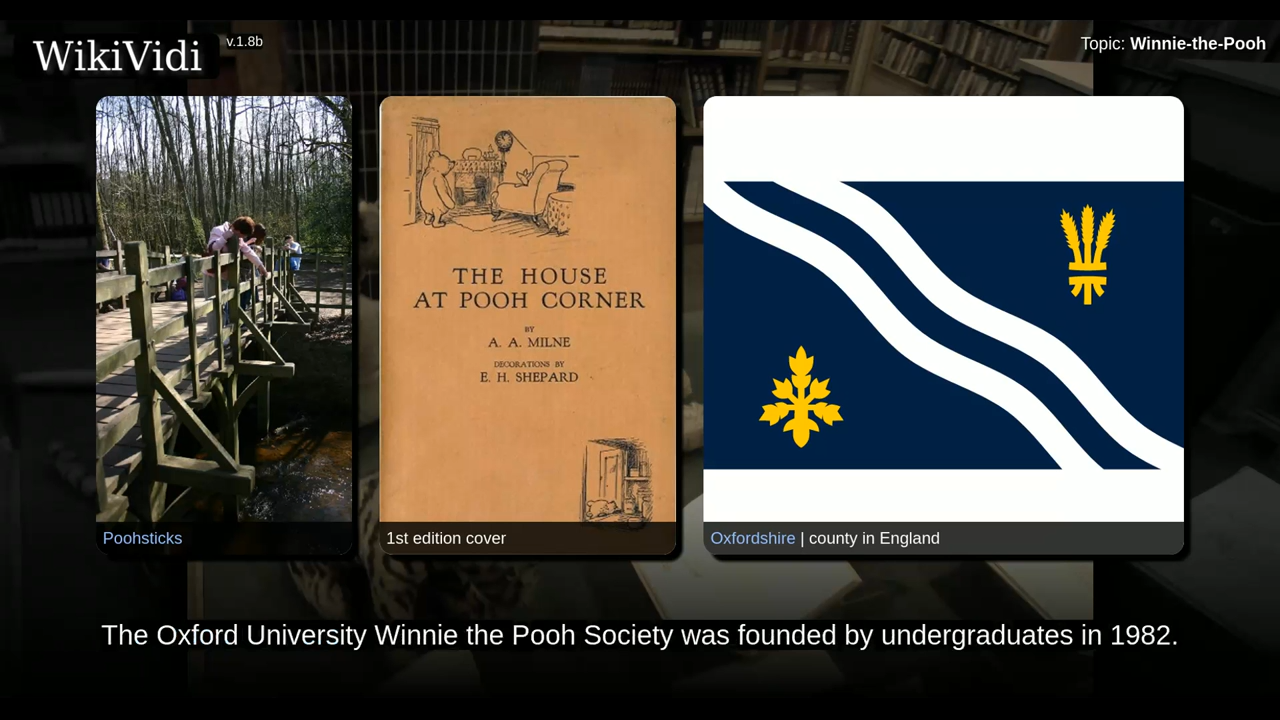 WikiVidi
v.1.8b
Topic: Winnie-the-Pooh
THE HOUSE
AT POOH CORNER
BY
A. A. MILNE
DECORATIONS BY
E. H. SHEPARD
Poohsticks
1st edition cover
Oxfordshire | county in England
The Oxford University Winnie the Pooh Society was founded by undergraduates in 1982.